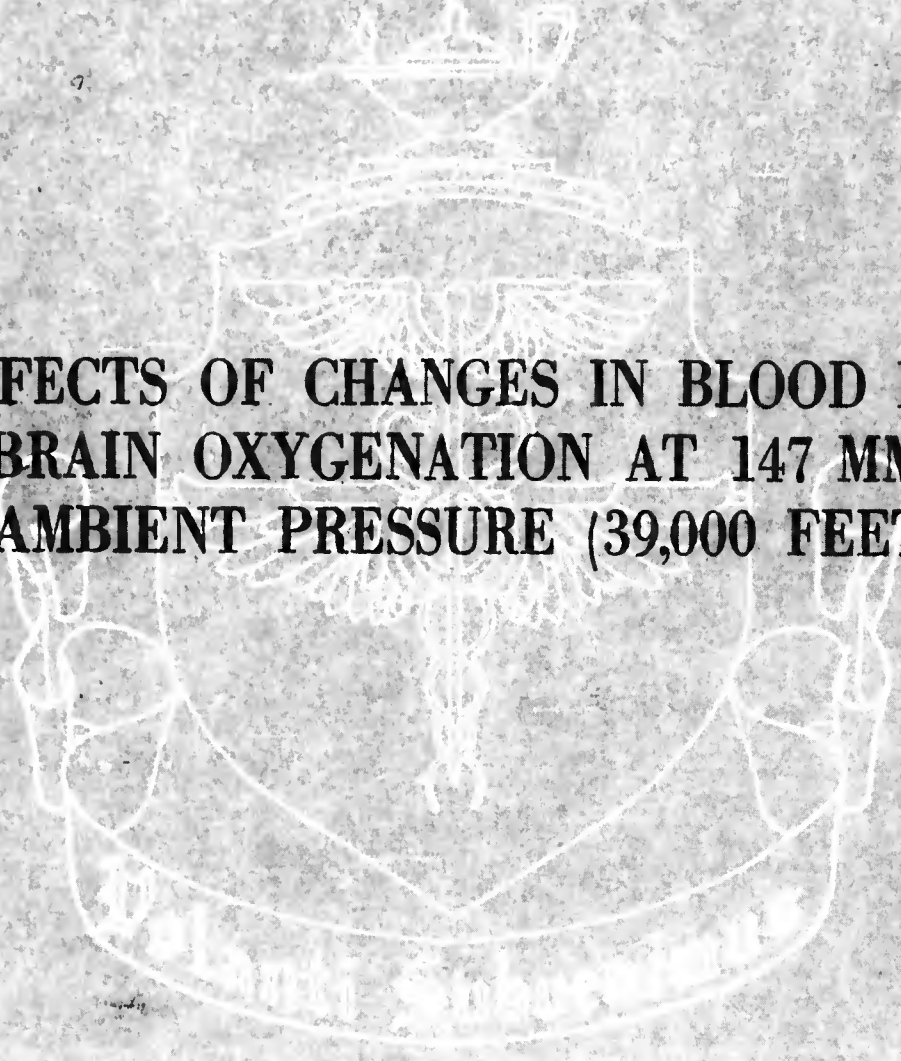 FECTS OF CHANGES IN BLOOD
BRAIN OXYGENATION AT 147 MM
AMBIENT PRESSURE (39,000 FEET